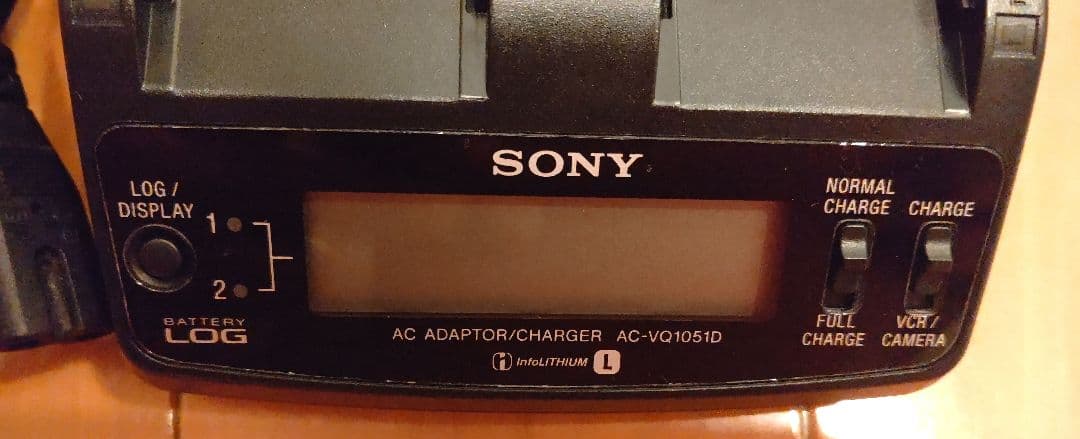 SONY
LOG /
DISPLAY
1
2
BATTERY
LOG
NORMAL
CHARGE
FULL
CHARGE
CHARGE
VCR /
CAMERA
AC ADAPTOR/CHARGER AC-VQ1051D
i InfoLITHIUM L